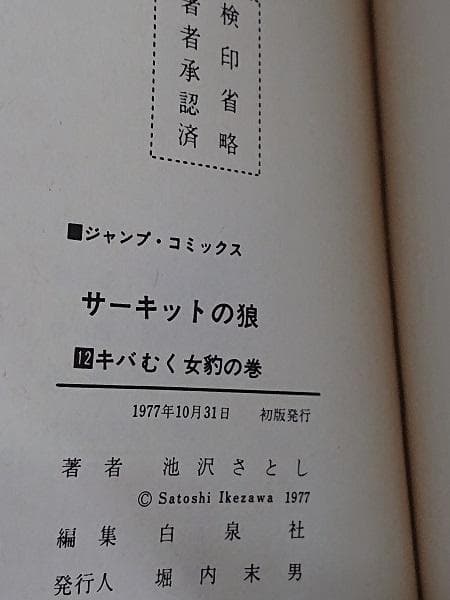 検印省略
著者承認済
■ジャンプ・コミックス
サーキットの狼
12キバむく女豹の巻
1977年10月31日 初版発行
著者 池沢さとし
© Satoshi Ikezawa 1977
編集 白泉社
発行人 堀内末男